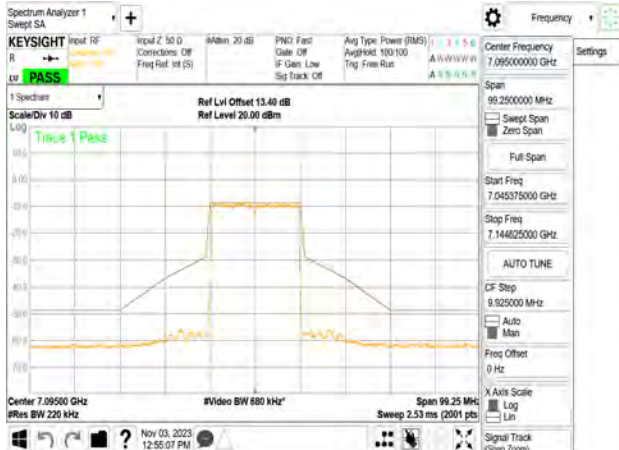 Spectrum Analyzer 1
Swept SA
+
Frequency
KEYSIGHT
Input: RF
Input Z: 50 Ω
#Atten: 20 dB
PNO: Fast
Avg Type: Power (RMS)
R
Corrections: Off
Gate: Off
Avg|Hold: 100/100
Freq Ref: Int (S)
IF Gain: Low
Trig: Free Run
Sig Track: Off
LV PASS
Center Frequency
7.095000000 GHz
Settings
Span
99.2500000 MHz
Swept Span
Zero Span
Full Span
Start Freq
7.045375000 GHz
Stop Freq
7.144625000 GHz
AUTO TUNE
CF Step
9.925000 MHz
Auto
Man
Freq Offset
0 Hz
X Axis Scale
Log
Lin
Signal Track
(Span Zoom)
1 Spectrum
Scale/Div 10 dB
Ref Lvl Offset 13.40 dB
Ref Level 20.00 dBm
Log
Trace 1 Pass
Center 7.09500 GHz
#Video BW 680 kHz*
Span 99.25 MHz
#Res BW 220 kHz
Sweep 2.53 ms (2001 pts)
?
Nov 03, 2023
12:55:07 PM